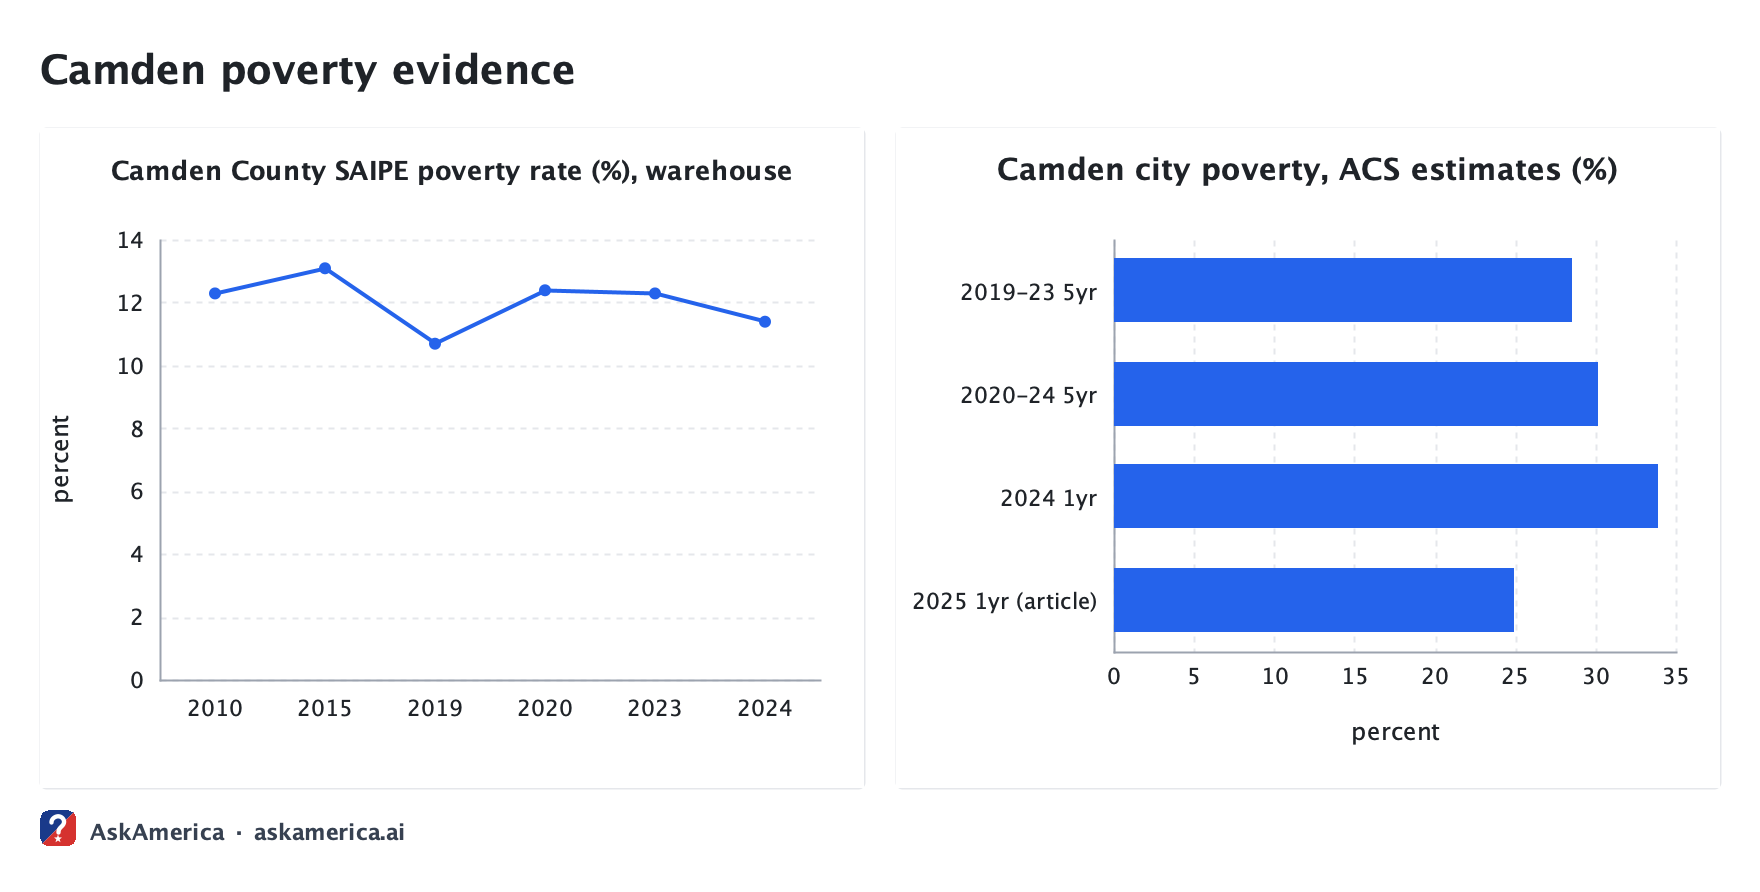 Camden poverty evidence
Camden County SAIPE poverty rate (%), warehouse
14
12
10
8
6
4
2
0
percent
2010 2015 2019 2020 2023 2024
Camden city poverty, ACS estimates (%)
2019–23 5yr
2020–24 5yr
2024 1yr
2025 1yr (article)
0 5 10 15 20 25 30 35
percent
AskAmerica · askamerica.ai